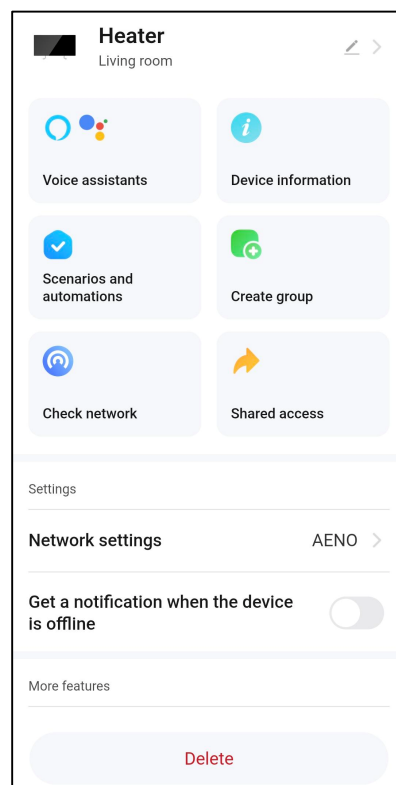 Heater
Living room
Voice assistants
Device information
Scenarios and
automations
Create group
Check network
Shared access
Settings
Network settings
AENO
Get a notification when the device
is offline
More features
Delete